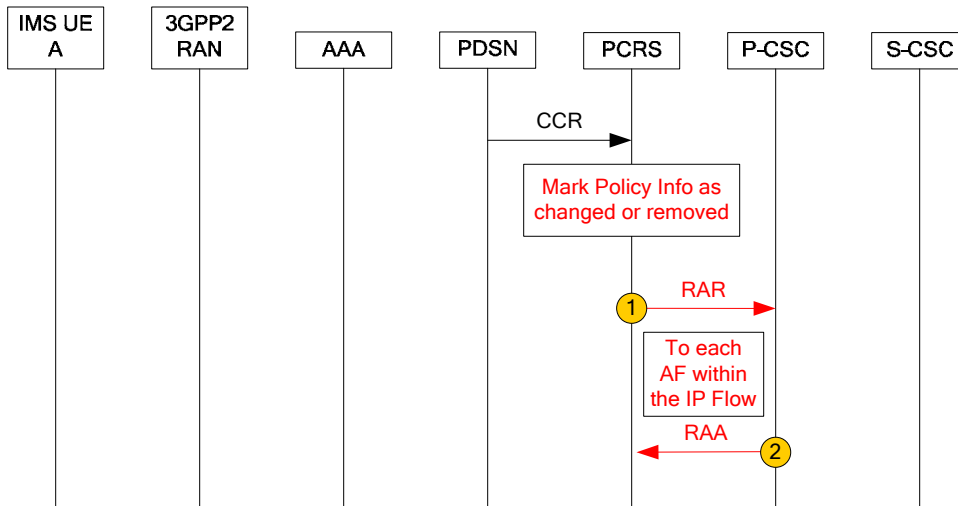 IMS UE
A
3GPP2
RAN
AAA
PDSN
PCRS
P-CSC
S-CSC
CCR
Mark Policy Info as
changed or removed
1
RAR
To each
AF within
the IP Flow
RAA
2